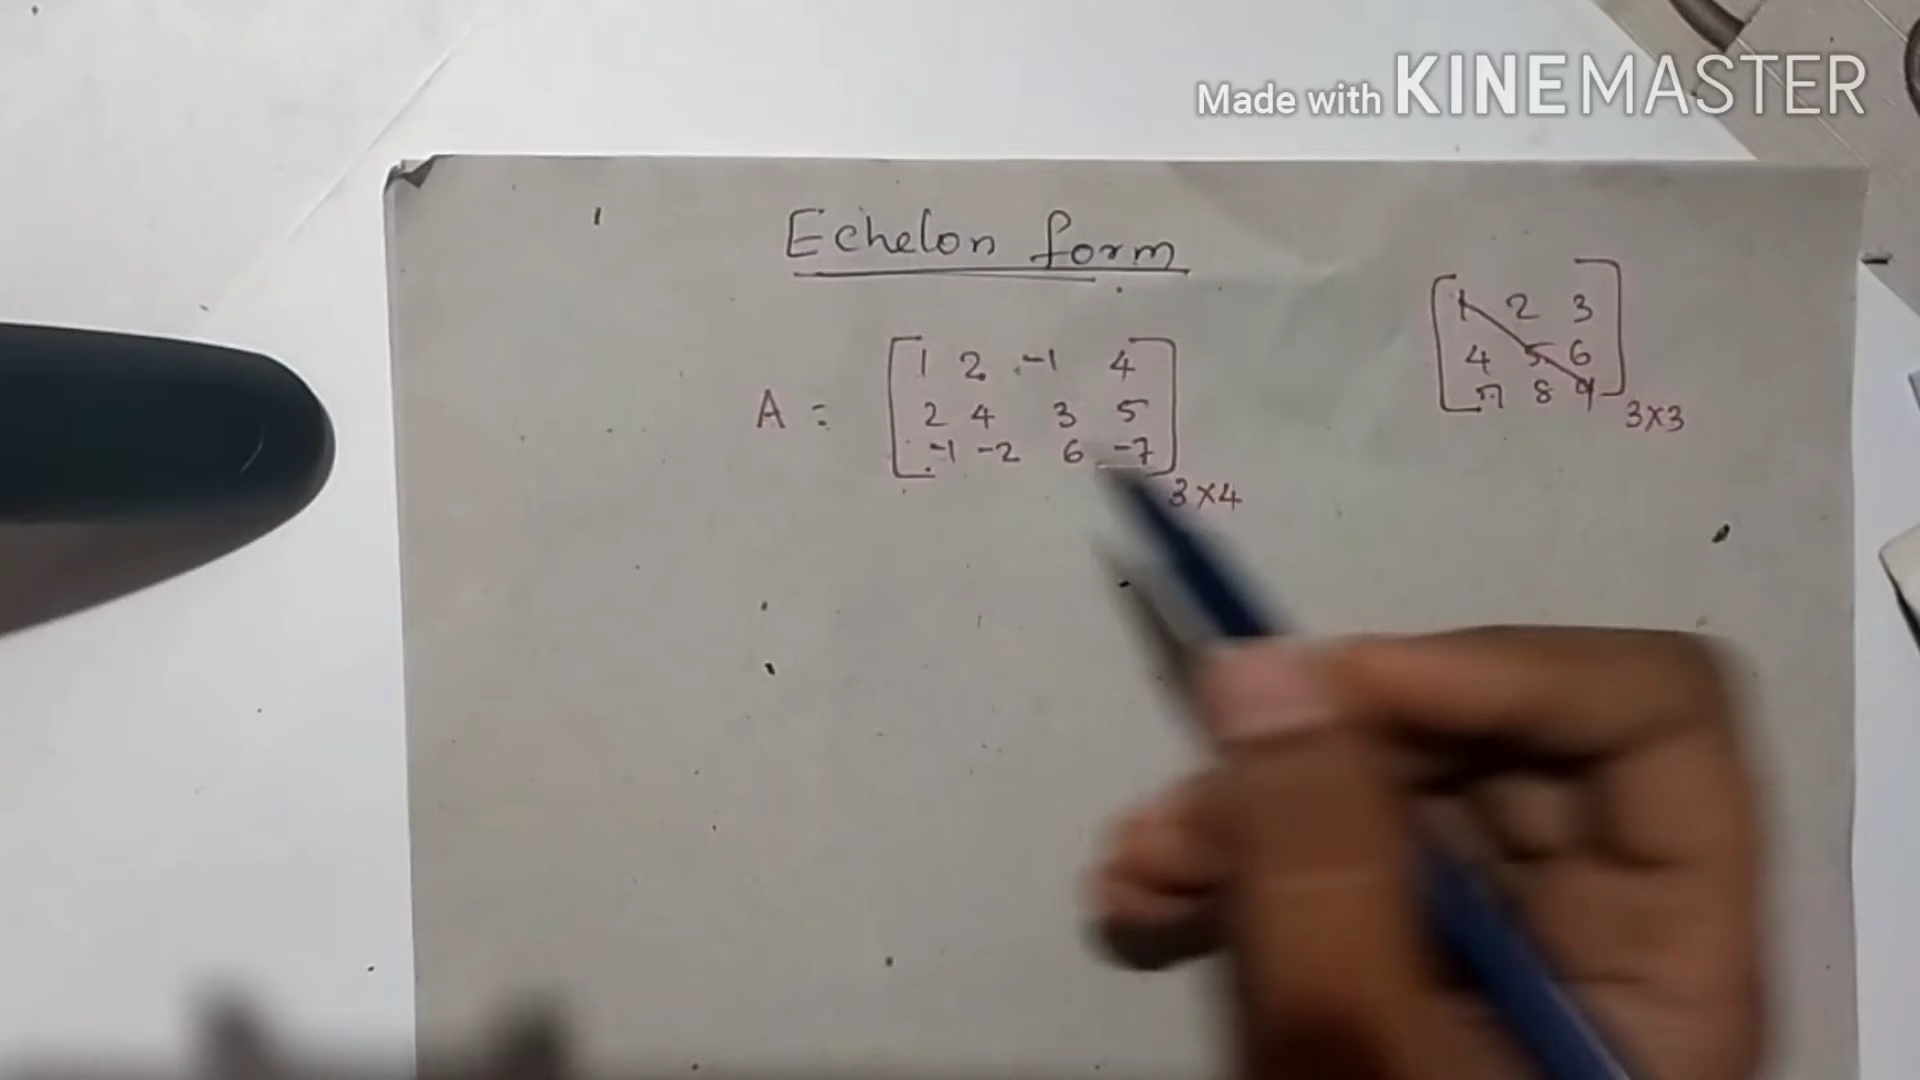 Made with KINEMASTER
Echelon form
A = [1 2 -1 4
2 4 3 5
-1 -2 6 -7] 3x4
[1 2 3
4 5 6
7 8 9] 3x3